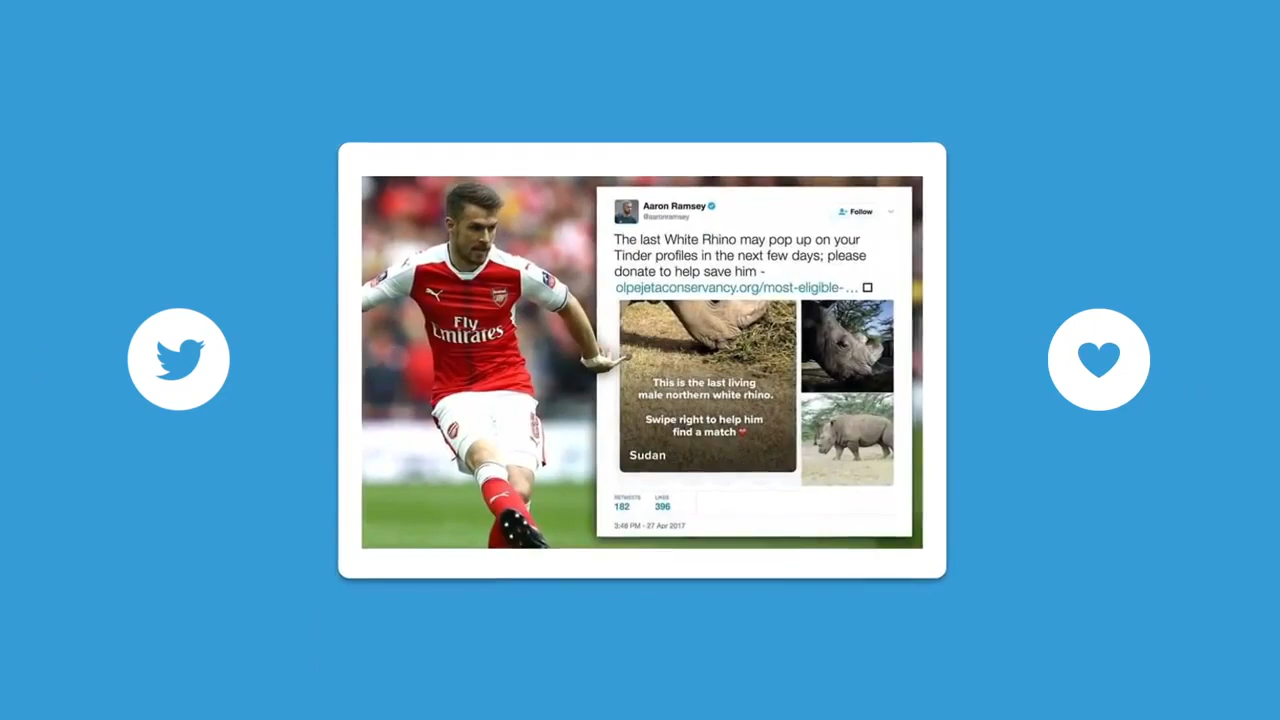 Fly
Emirates
Aaron Ramsey
@aaronramsey
Follow
The last White Rhino may pop up on your
Tinder profiles in the next few days; please
donate to help save him -
olpejetaconservancy.org/most-eligible-…
This is the last living
male northern white rhino.
Swipe right to help him
find a match
Sudan
RETWEETS LIKES
182 396
3:48 PM - 27 Apr 2017